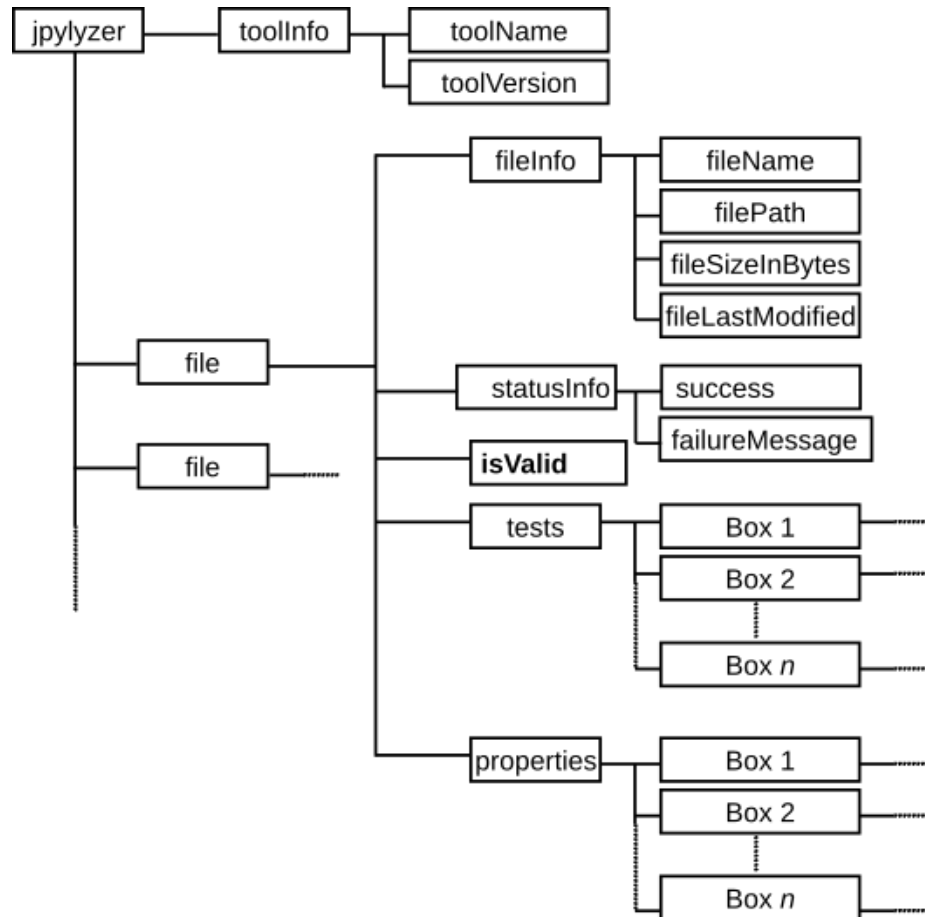 jpylyzer
toolInfo
toolName
toolVersion
fileInfo
fileName
filePath
fileSizeInBytes
fileLastModified
file
statusInfo
success
failureMessage
file
isValid
tests
Box 1
Box 2
Box n
properties
Box 1
Box 2
Box n